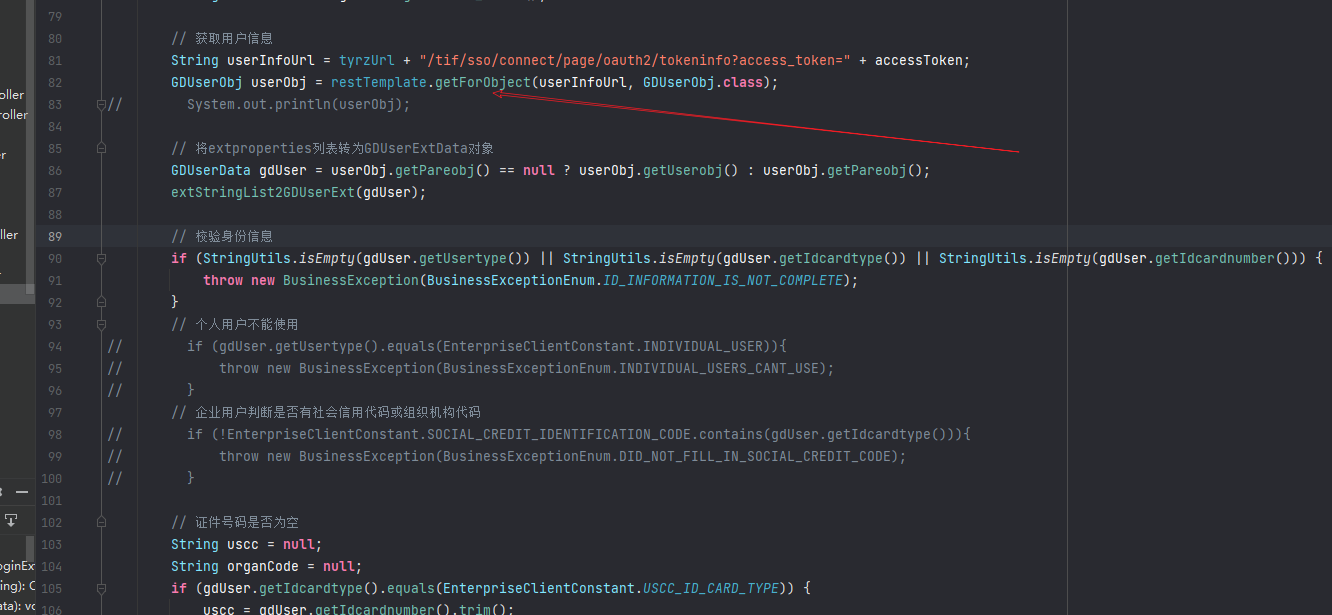 79
80 // 获取用户信息
81 String userInfoUrl = tyrzUrl + "/tif/sso/connect/page/oauth2/tokeninfo?access_token=" + accessToken;
oller 82 GDUserObj userObj = restTemplate.getForObject(userInfoUrl, GDUserObj.class);
roller 83 // System.out.println(userObj);
84
85 // 将extproperties列表转为GDUserExtData对象
86 GDUserData gdUser = userObj.getPareobj() == null ? userObj.getUserobj() : userObj.getPareobj();
87 extStringList2GDUserExt(gdUser);
88
ller 89 // 校验身份信息
90 if (StringUtils.isEmpty(gdUser.getUsertype()) || StringUtils.isEmpty(gdUser.getIdcardtype()) || StringUtils.isEmpty(gdUser.getIdcardnumber())) {
91 throw new BusinessException(BusinessExceptionEnum.ID_INFORMATION_IS_NOT_COMPLETE);
92 }
93 // 个人用户不能使用
94 // if (gdUser.getUsertype().equals(EnterpriseClientConstant.INDIVIDUAL_USER)){
95 // throw new BusinessException(BusinessExceptionEnum.INDIVIDUAL_USERS_CANT_USE);
96 // }
97 // 企业用户判断是否有社会信用代码或组织机构代码
98 // if (!EnterpriseClientConstant.SOCIAL_CREDIT_IDENTIFICATION_CODE.contains(gdUser.getIdcardtype())){
99 // throw new BusinessException(BusinessExceptionEnum.DID_NOT_FILL_IN_SOCIAL_CREDIT_CODE);
100 // }
101
102 // 证件号码是否为空
103 String uscc = null;
oginEx 104 String organCode = null;
ing): C 105 if (gdUser.getIdcardtype().equals(EnterpriseClientConstant.USCC_ID_CARD_TYPE)) {
ata): vo 106 uscc = gdUser.getIdcardnumber().trim();